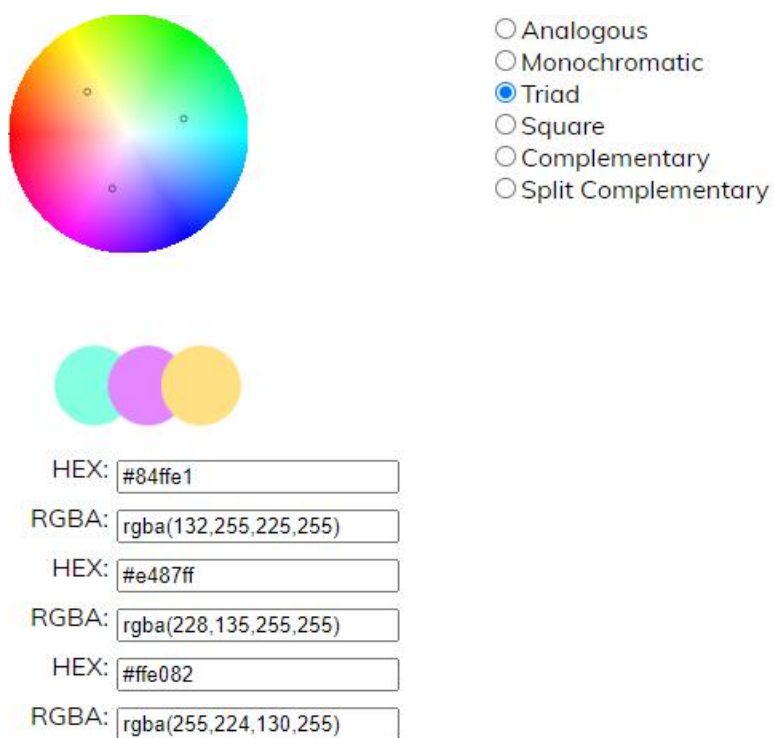 Analogous
Monochromatic
Triad
Square
Complementary
Split Complementary
HEX: #84ffe1
RGBA: rgba(132,255,225,255)
HEX: #e487ff
RGBA: rgba(228,135,255,255)
HEX: #ffe082
RGBA: rgba(255,224,130,255)